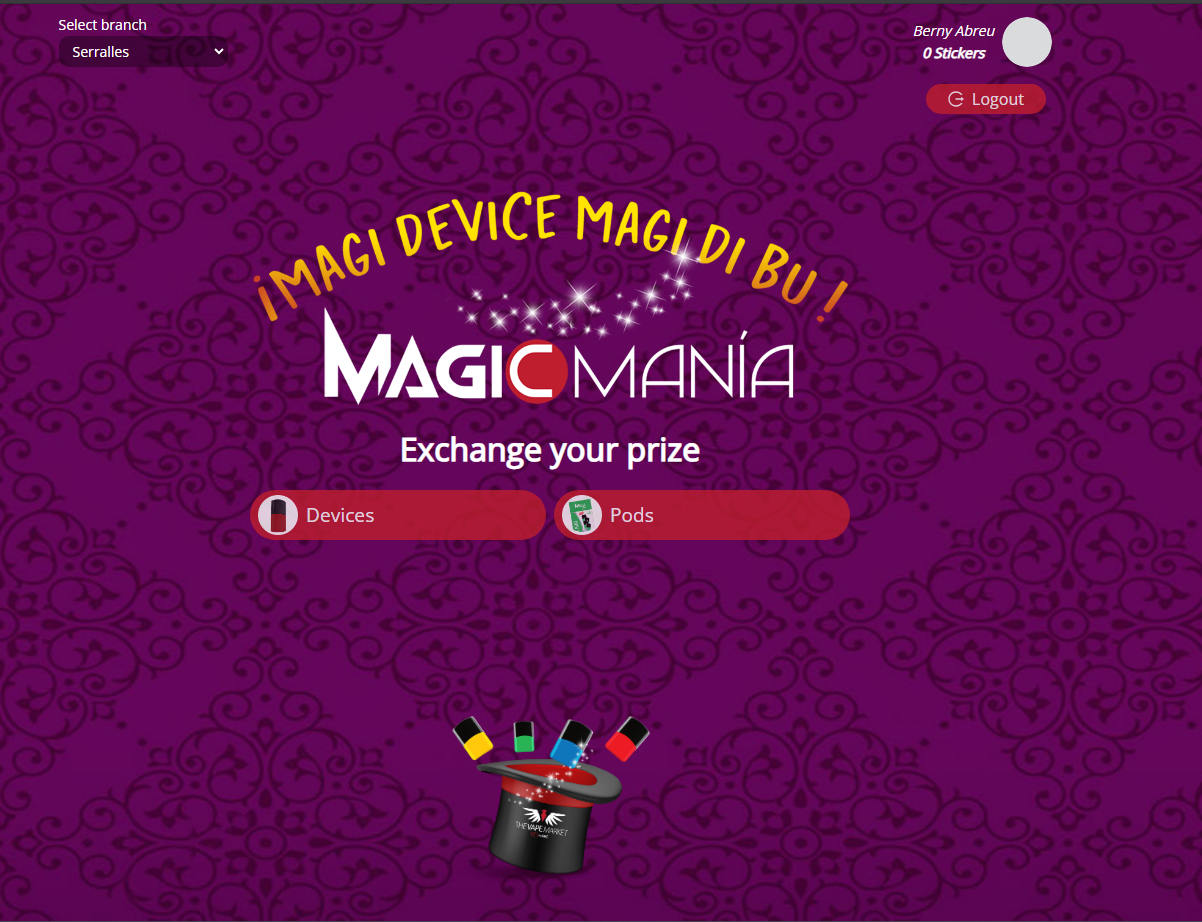 Select branch
Serralles
Berny Abreu
0 Stickers
Logout
¡MAGI DEVICE MAGI DI BU !
MAGIC MANÍA
Exchange your prize
Devices
Pods
THE VAPE MARKET